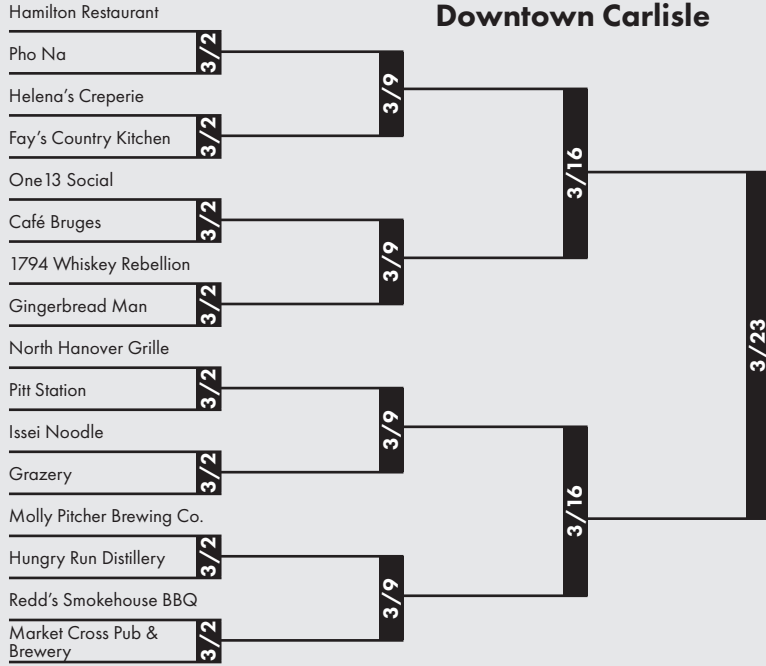 Downtown Carlisle
Hamilton Restaurant
Pho Na
3/2
Helena's Creperie
Fay's Country Kitchen
3/2
One13 Social
Café Bruges
3/2
1794 Whiskey Rebellion
Gingerbread Man
3/2
North Hanover Grille
Pitt Station
3/2
Issei Noodle
Grazery
3/2
Molly Pitcher Brewing Co.
Hungry Run Distillery
3/2
Redd's Smokehouse BBQ
Market Cross Pub &
Brewery
3/2
3/9
3/9
3/9
3/9
3/16
3/16
3/23